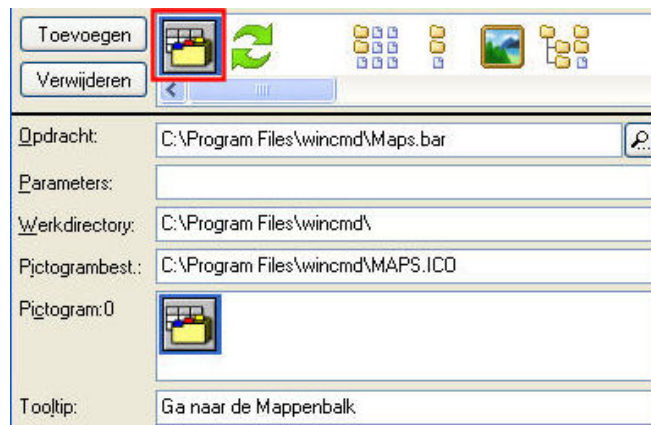 Toevoegen
Verwijderen
Opdracht: C:\Program Files\wincmd\Maps.bar
Parameters:
Werkdirectory: C:\Program Files\wincmd\
Pictogrambest.: C:\Program Files\wincmd\MAPS.ICO
Pictogram:0
Tooltip: Ga naar de Mappenbalk